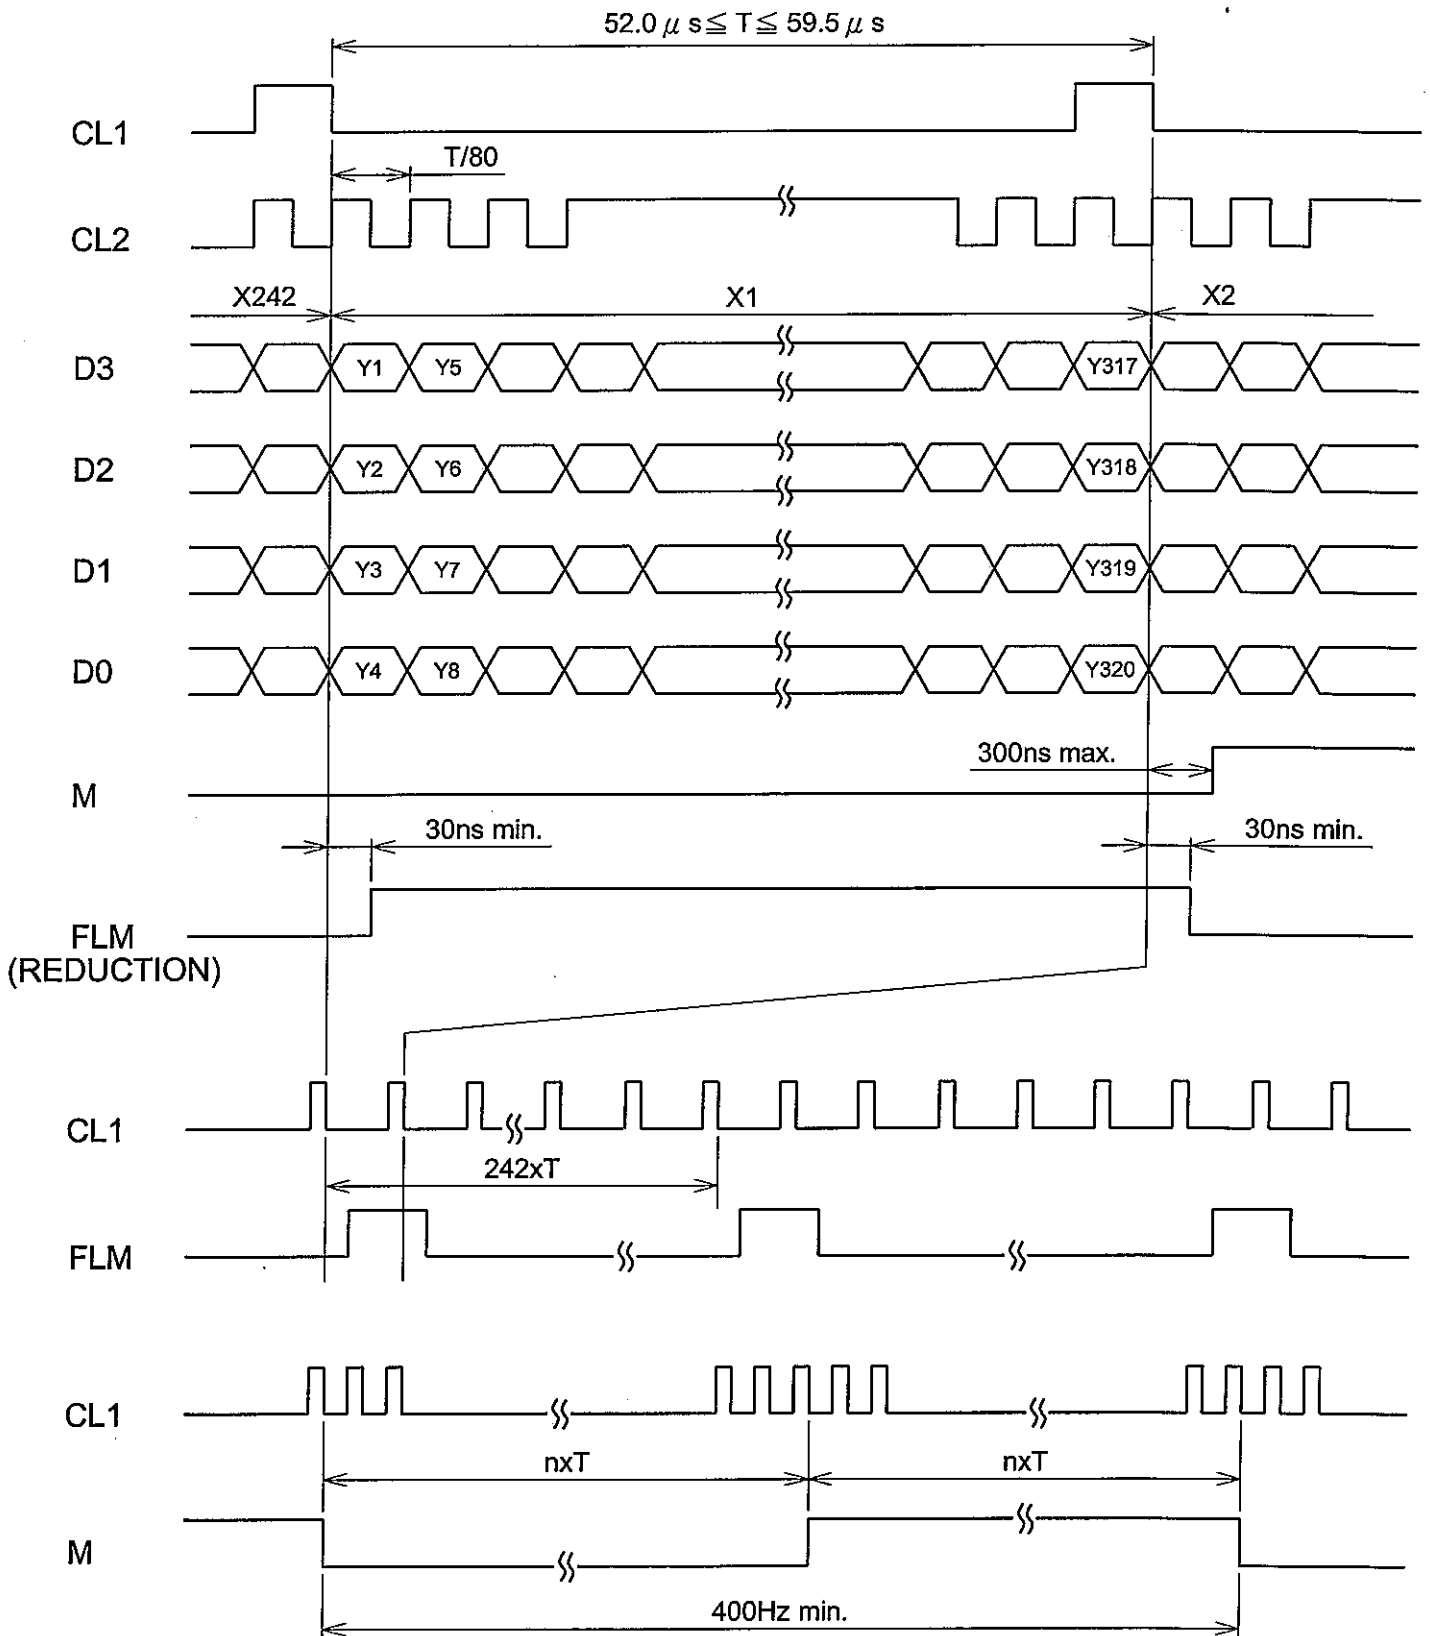 52.0 μ s ≦ T ≦ 59.5 μ s
CL1
T/80
CL2
X242 X1 X2
D3 Y1 Y5 Y317
D2 Y2 Y6 Y318
D1 Y3 Y7 Y319
D0 Y4 Y8 Y320
300ns max.
M
30ns min. 30ns min.
FLM
(REDUCTION)
CL1
242xT
FLM
CL1
nxT nxT
M
400Hz min.